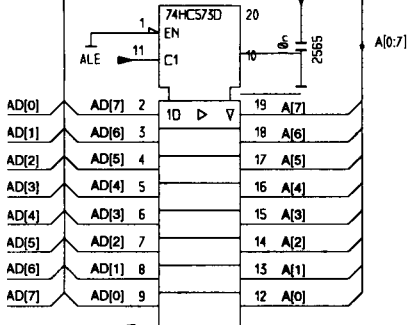 74HC573D 20
1 EN
11 C1 10
ALE
2565
A[0:7]
1D
AD[0] AD[7] 2 19 A[7]
AD[1] AD[6] 3 18 A[6]
AD[2] AD[5] 4 17 A[5]
AD[3] AD[4] 5 16 A[4]
AD[4] AD[3] 6 15 A[3]
AD[5] AD[2] 7 14 A[2]
AD[6] AD[1] 8 13 A[1]
AD[7] AD[0] 9 12 A[0]